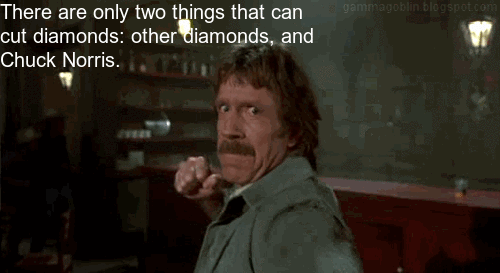 There are only two things that can
cut diamonds: other diamonds, and
Chuck Norris.
gammagoblin.blogspot.com